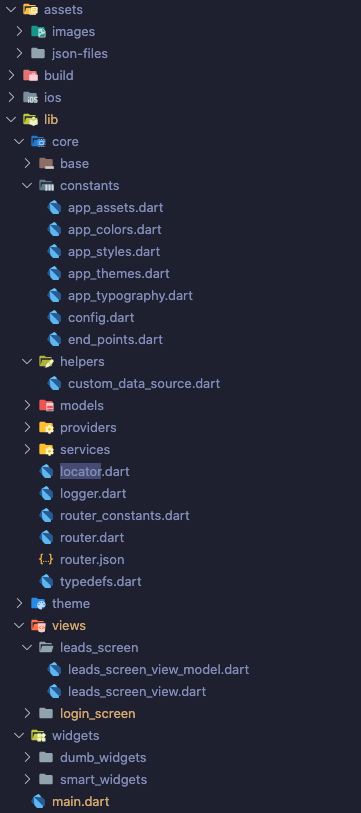 assets
images
json-files
build
iOS ios
lib
core
base
constants
app_assets.dart
app_colors.dart
app_styles.dart
app_themes.dart
app_typography.dart
config.dart
end_points.dart
helpers
custom_data_source.dart
models
providers
services
locator.dart
logger.dart
router_constants.dart
router.dart
{..} router.json
typedefs.dart
theme
views
leads_screen
leads_screen_view_model.dart
leads_screen_view.dart
login_screen
widgets
dumb_widgets
smart_widgets
main.dart